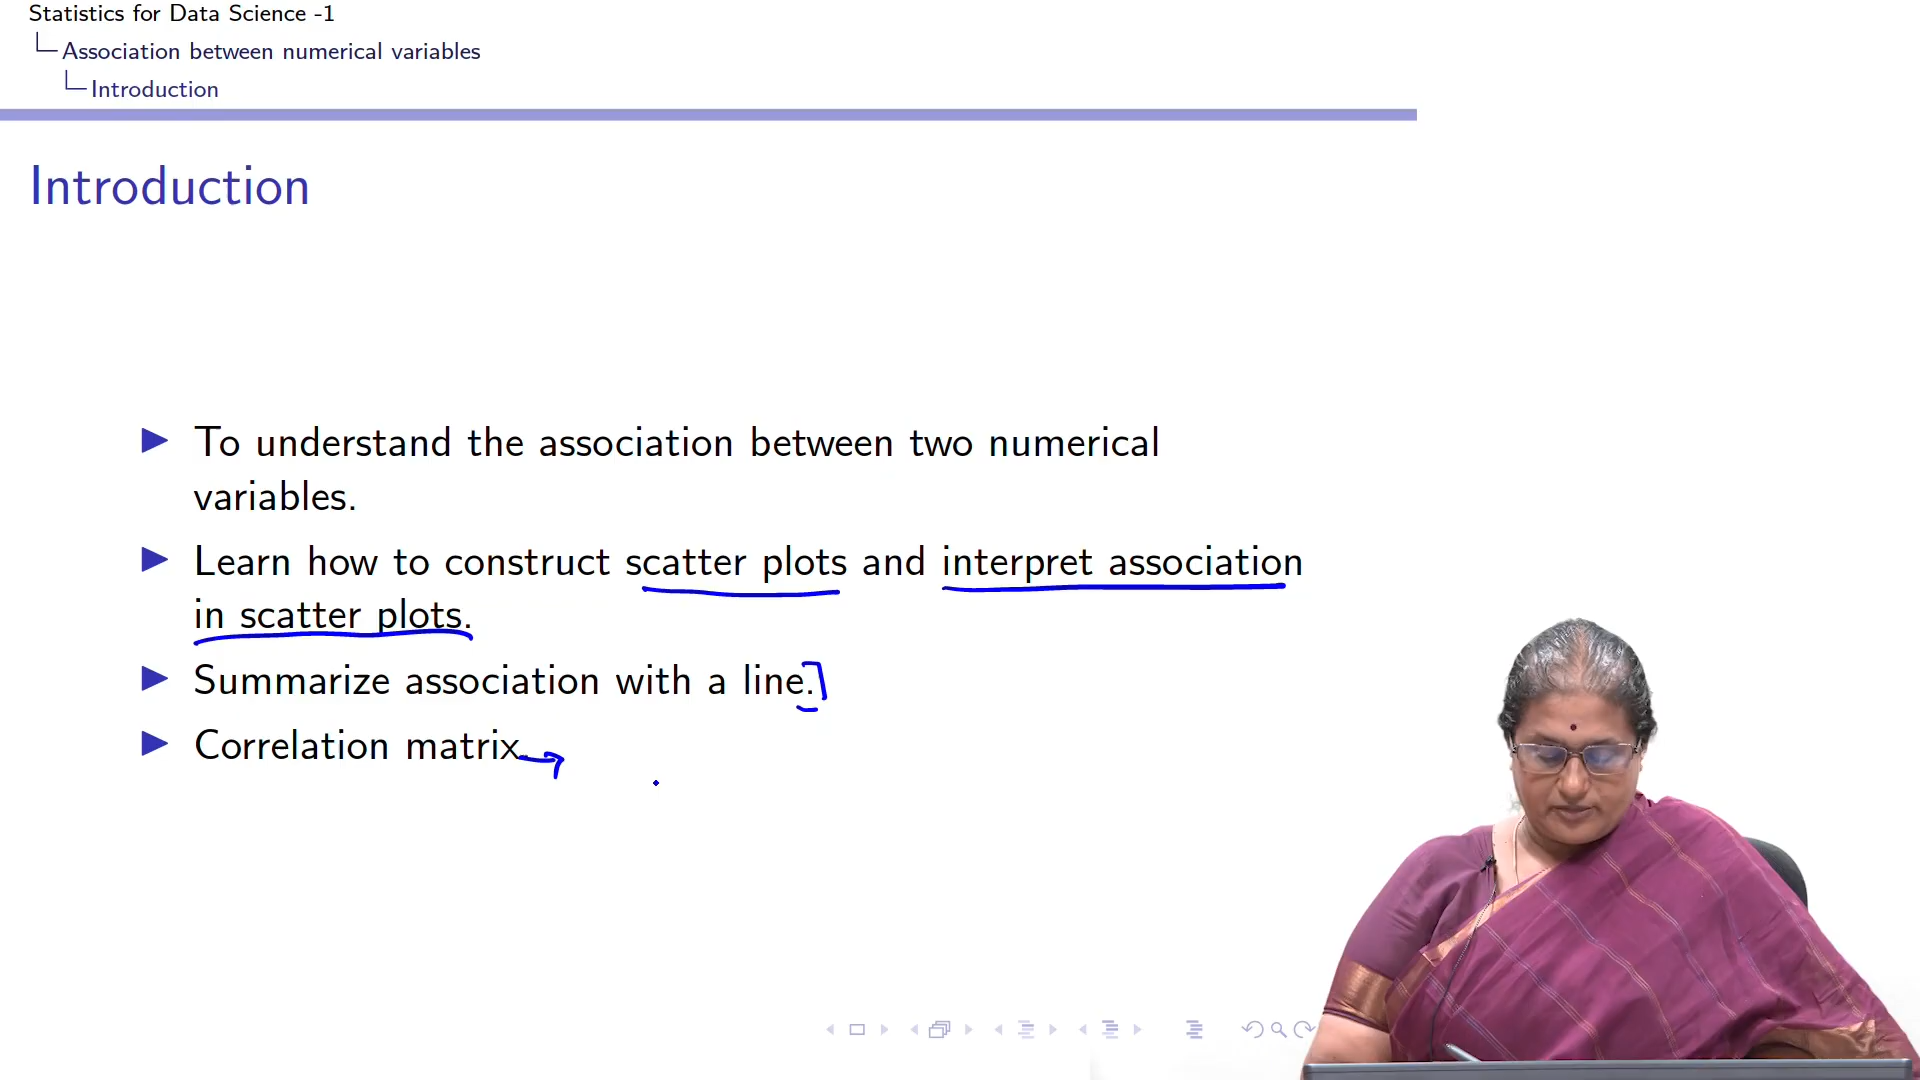 Statistics for Data Science -1
Association between numerical variables
Introduction
Introduction
To understand the association between two numerical
variables.
Learn how to construct scatter plots and interpret association
in scatter plots.
Summarize association with a line.
Correlation matrix.